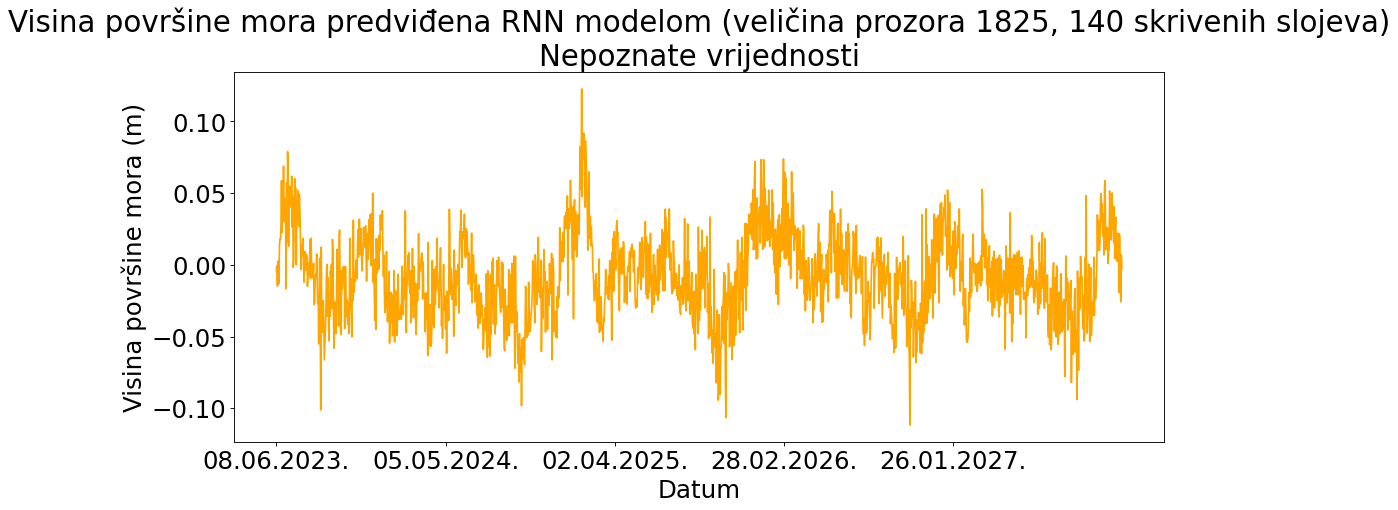 Visina površine mora predviđena RNN modelom (veličina prozora 1825, 140 skrivenih slojeva)
Nepoznate vrijednosti
Visina površine mora (m)
0.10
0.05
0.00
−0.05
−0.10
08.06.2023. 05.05.2024. 02.04.2025. 28.02.2026. 26.01.2027.
Datum